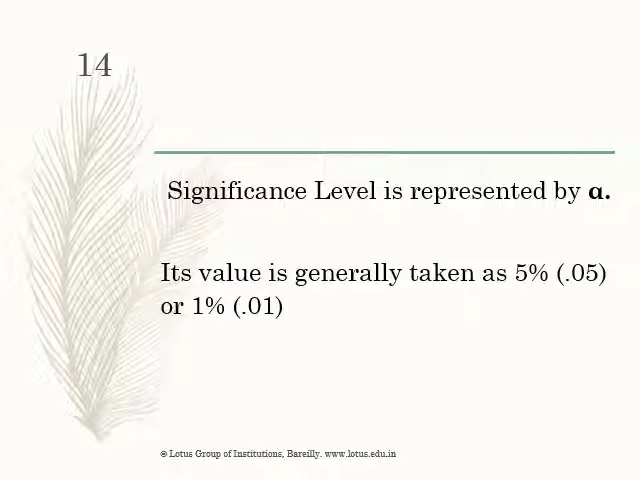 14
Significance Level is represented by α.
Its value is generally taken as 5% (.05)
or 1% (.01)
© Lotus Group of Institutions, Bareilly. www.lotus.edu.in